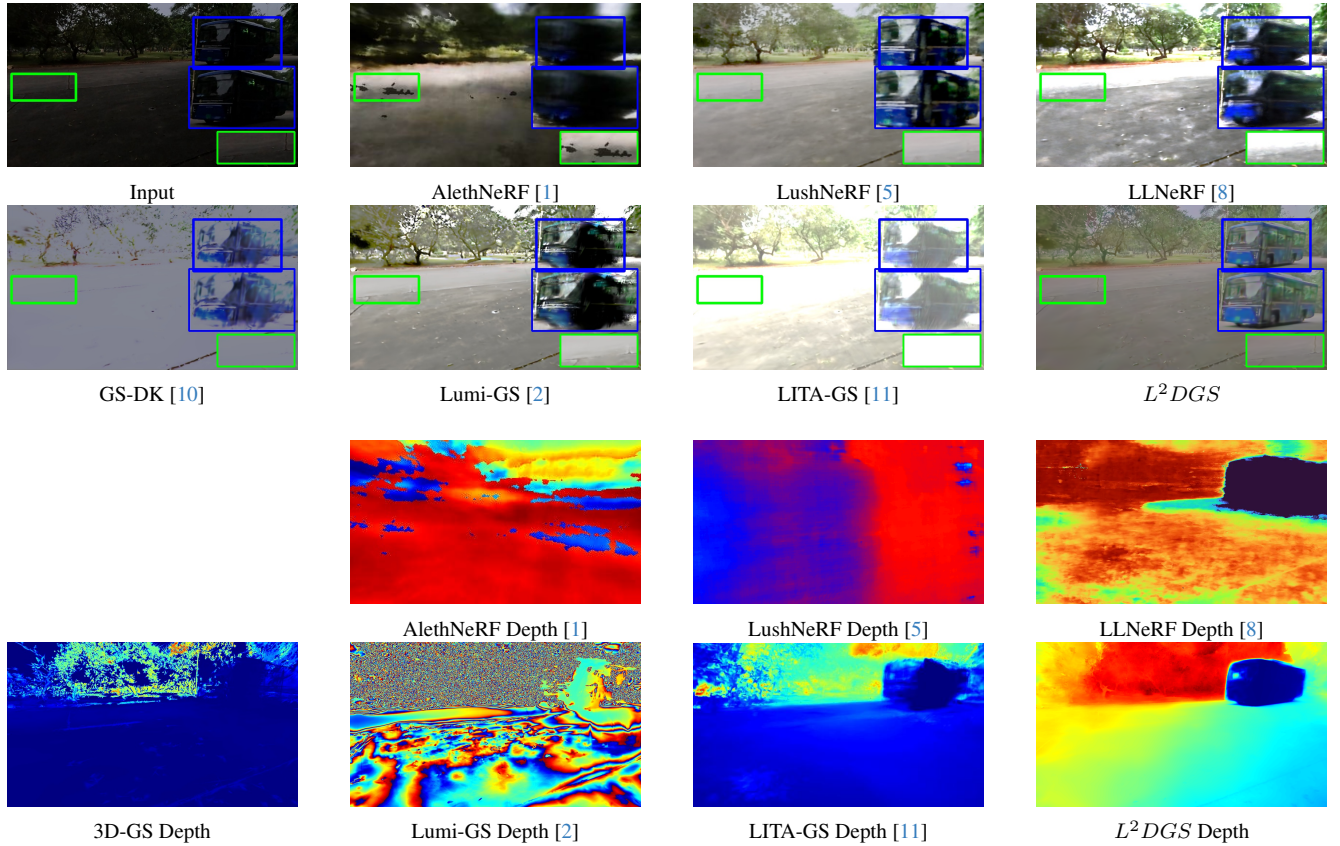 Input AlethNeRF [1] LushNeRF [5] LLNeRF [8]
GS-DK [10] Lumi-GS [2] LITA-GS [11] L²DGS
AlethNeRF Depth [1] LushNeRF Depth [5] LLNeRF Depth [8]
3D-GS Depth Lumi-GS Depth [2] LITA-GS Depth [11] L²DGS Depth